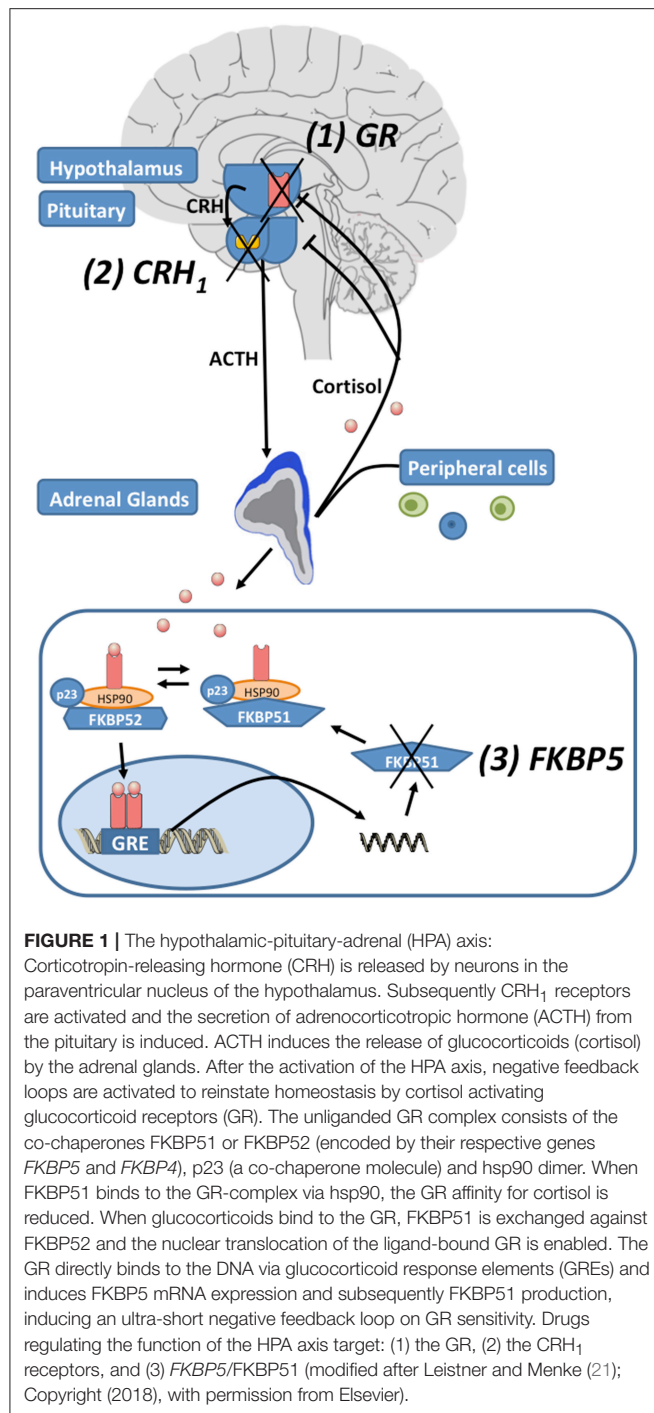 (1) GR
Hypothalamus
CRH
Pituitary
(2) CRH₁
ACTH
Cortisol
Peripheral cells
Adrenal Glands
p23
HSP90
FKBP52
p23
HSP90
FKBP51
FKBP51
(3) FKBP5
GRE
FIGURE 1 | The hypothalamic-pituitary-adrenal (HPA) axis:
Corticotropin-releasing hormone (CRH) is released by neurons in the
paraventricular nucleus of the hypothalamus. Subsequently CRH₁ receptors
are activated and the secretion of adrenocorticotropic hormone (ACTH) from
the pituitary is induced. ACTH induces the release of glucocorticoids (cortisol)
by the adrenal glands. After the activation of the HPA axis, negative feedback
loops are activated to reinstate homeostasis by cortisol activating
glucocorticoid receptors (GR). The unliganded GR complex consists of the
co-chaperones FKBP51 or FKBP52 (encoded by their respective genes
FKBP5 and FKBP4), p23 (a co-chaperone molecule) and hsp90 dimer. When
FKBP51 binds to the GR-complex via hsp90, the GR affinity for cortisol is
reduced. When glucocorticoids bind to the GR, FKBP51 is exchanged against
FKBP52 and the nuclear translocation of the ligand-bound GR is enabled. The
GR directly binds to the DNA via glucocorticoid response elements (GREs) and
induces FKBP5 mRNA expression and subsequently FKBP51 production,
inducing an ultra-short negative feedback loop on GR sensitivity. Drugs
regulating the function of the HPA axis target: (1) the GR, (2) the CRH₁
receptors, and (3) FKBP5/FKBP51 (modified after Leistner and Menke (21);
Copyright (2018), with permission from Elsevier).